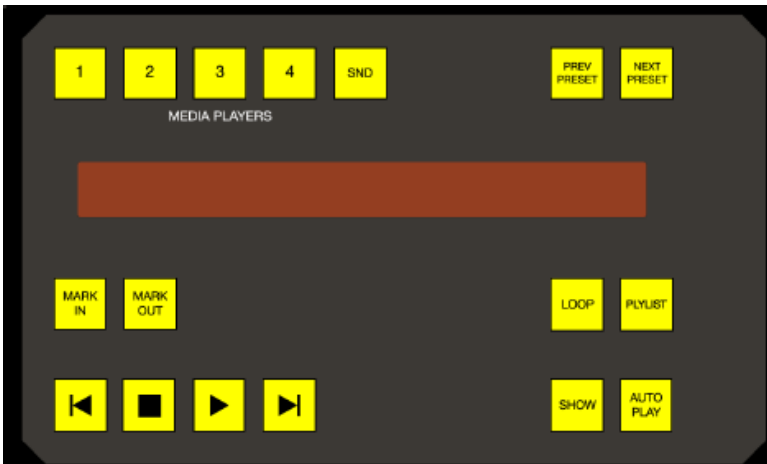 1 2 3 4 SND PREV PRESET NEXT PRESET
MEDIA PLAYERS
MARK IN MARK OUT LOOP PLYLIST
SHOW AUTO PLAY